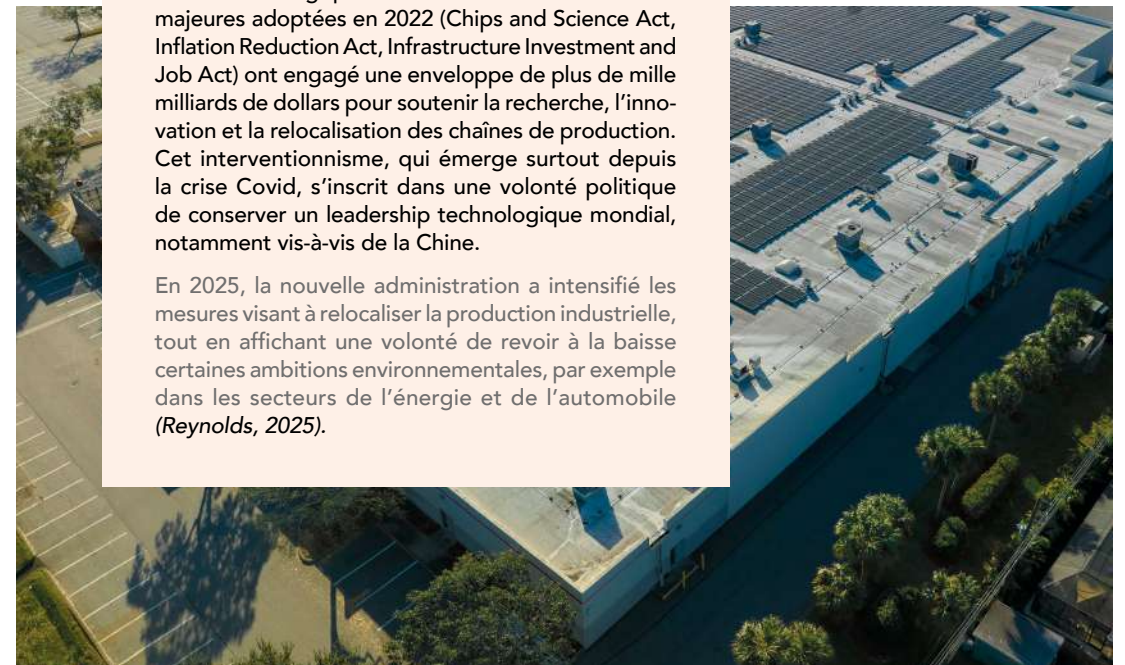 majeures adoptées en 2022 (Chips and Science Act,
Inflation Reduction Act, Infrastructure Investment and
Job Act) ont engagé une enveloppe de plus de mille
milliards de dollars pour soutenir la recherche, l'inno-
vation et la relocalisation des chaînes de production.
Cet interventionnisme, qui émerge surtout depuis
la crise Covid, s'inscrit dans une volonté politique
de conserver un leadership technologique mondial,
notamment vis-à-vis de la Chine.
En 2025, la nouvelle administration a intensifié les
mesures visant à relocaliser la production industrielle,
tout en affichant une volonté de revoir à la baisse
certaines ambitions environnementales, par exemple
dans les secteurs de l'énergie et de l'automobile
(Reynolds, 2025).